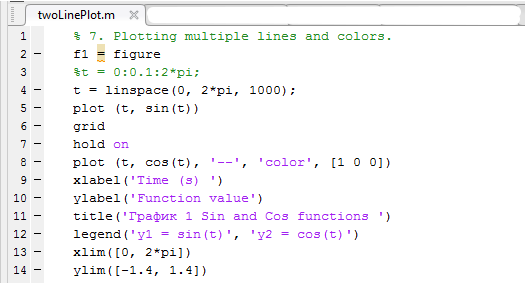 twoLinePlot.m ×
1 % 7. Plotting multiple lines and colors.
2 – f1 = figure
3 %t = 0:0.1:2*pi;
4 – t = linspace(0, 2*pi, 1000);
5 – plot (t, sin(t))
6 – grid
7 – hold on
8 – plot (t, cos(t), '--', 'color', [1 0 0])
9 – xlabel('Time (s) ')
10 – ylabel('Function value')
11 – title('График 1 Sin and Cos functions ')
12 – legend('y1 = sin(t)', 'y2 = cos(t)')
13 – xlim([0, 2*pi])
14 – ylim([-1.4, 1.4])